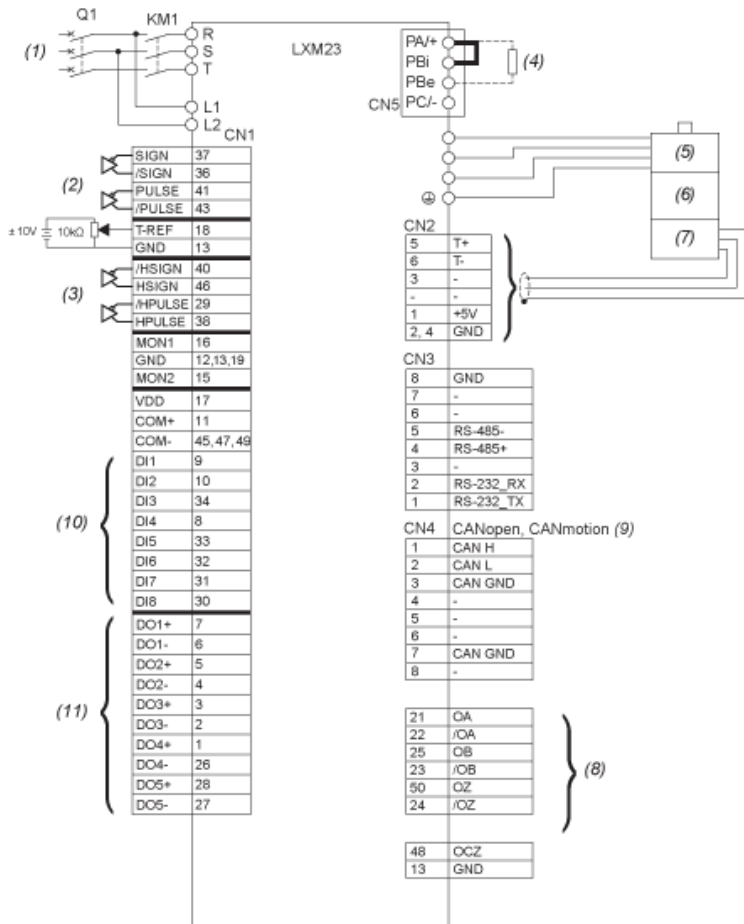 Q1 KM1
(1)
R
S
T
L1
L2
LXM23
PA/+
PBi
PBe
PC/-
CN5
(4)
(5)
(6)
(7)
CN1
SIGN 37
/SIGN 36
PULSE 41
/PULSE 43
(2)
T-REF 18
GND 13
±10V 10kΩ
/HSIGN 40
HSIGN 46
/HPULSE 29
HPULSE 38
(3)
MON1 16
GND 12,13,19
MON2 15
VDD 17
COM+ 11
COM- 45,47,49
DI1 9
DI2 10
DI3 34
DI4 8
DI5 33
DI6 32
DI7 31
DI8 30
(10)
DO1+ 7
DO1- 6
DO2+ 5
DO2- 4
DO3+ 3
DO3- 2
DO4+ 1
DO4- 26
DO5+ 28
DO5- 27
(11)
CN2
5 T+
6 T-
3 -
- -
1 +5V
2, 4 GND
CN3
8 GND
7 -
6 -
5 RS-485-
4 RS-485+
3 -
2 RS-232_RX
1 RS-232_TX
CN4 CANopen, CANmotion (9)
1 CAN H
2 CAN L
3 CAN GND
4 -
5 -
6 -
7 CAN GND
8 -
21 OA
22 /OA
25 OB
23 /OB
50 OZ
24 /OZ
(8)
48 OCZ
13 GND